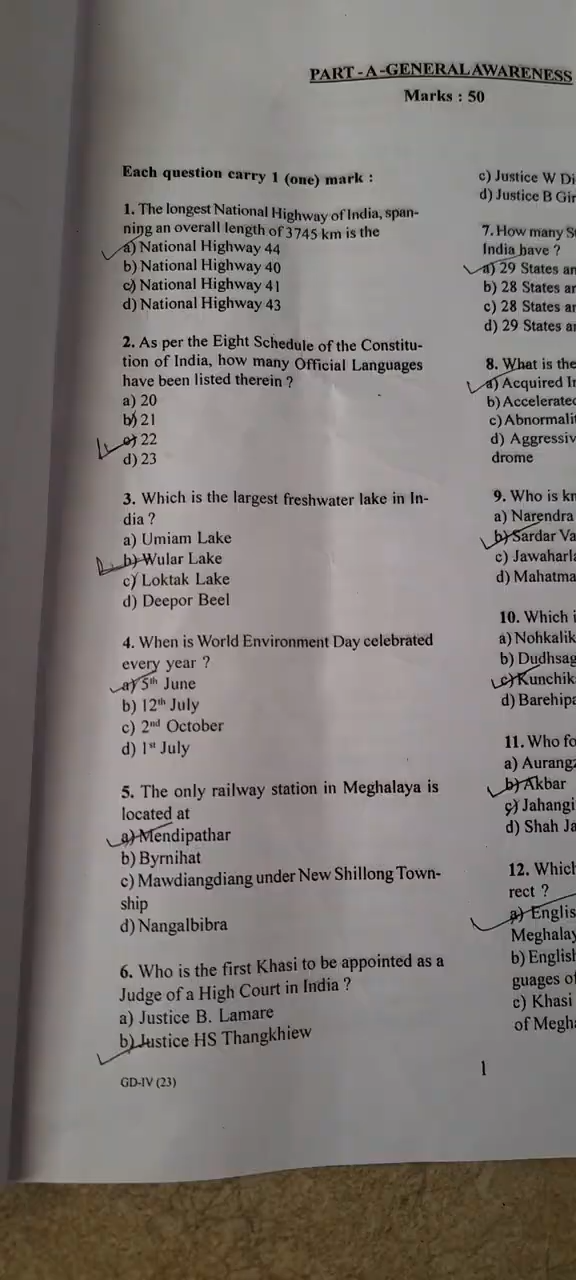 PART - A - GENERAL AWARENESS
Marks : 50
Each question carry 1 (one) mark :
1. The longest National Highway of India, span-
ning an overall length of 3745 km is the
a) National Highway 44
b) National Highway 40
c) National Highway 41
d) National Highway 43
2. As per the Eight Schedule of the Constitu-
tion of India, how many Official Languages
have been listed therein ?
a) 20
b) 21
c) 22
d) 23
3. Which is the largest freshwater lake in In-
dia ?
a) Umiam Lake
b) Wular Lake
c) Loktak Lake
d) Deepor Beel
4. When is World Environment Day celebrated
every year ?
a) 5th June
b) 12th July
c) 2nd October
d) 1st July
5. The only railway station in Meghalaya is
located at
a) Mendipathar
b) Byrnihat
c) Mawdiangdiang under New Shillong Town-
ship
d) Nangalbibra
6. Who is the first Khasi to be appointed as a
Judge of a High Court in India ?
a) Justice B. Lamare
b) Justice HS Thangkhiew
GD-IV (23)
c) Justice W Di
d) Justice B Gir
7. How many S
India have ?
a) 29 States an
b) 28 States ar
c) 28 States ar
d) 29 States a
8. What is the
a) Acquired I
b) Accelerated
c) Abnormali
d) Aggressiv
drome
9. Who is kn
a) Narendra
b) Sardar Va
c) Jawaharla
d) Mahatma
10. Which i
a) Nohkalik
b) Dudhsag
c) Kunchik
d) Barehipa
11. Who fo
a) Aurangz
b) Akbar
c) Jahangi
d) Shah Ja
12. Which
rect ?
a) Englis
Meghalay
b) English
guages of
c) Khasi
of Megha
1